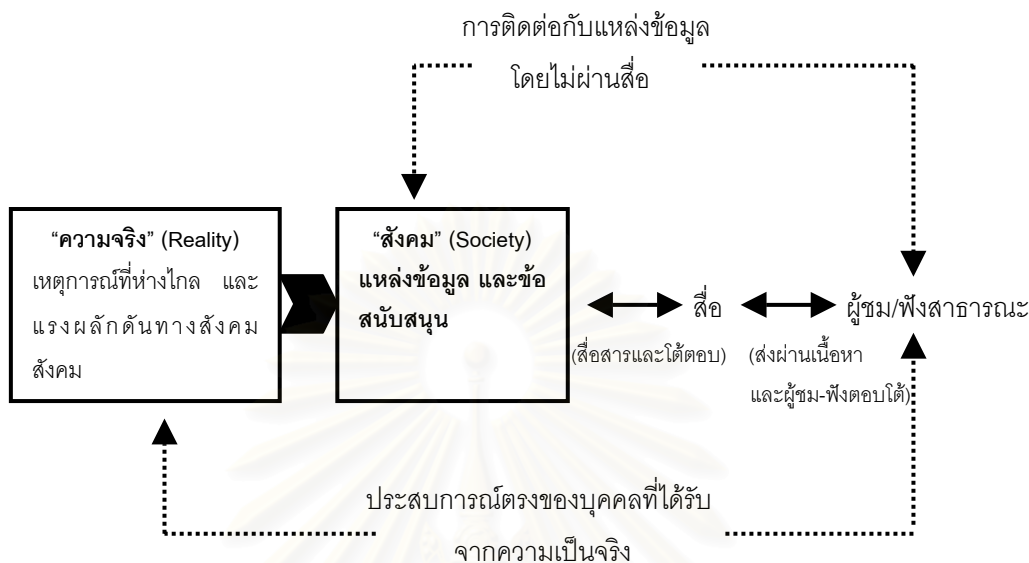 การติดต่อกับแหล่งข้อมูล
โดยไม่ผ่านสื่อ
“ความจริง” (Reality)
เหตุการณ์ที่ห่างไกล และ
แรงผลักดันทางสังคม
สังคม
“สังคม” (Society)
แหล่งข้อมูล และข้อ
สนับสนุน
สื่อ
ผู้ชม/ฟังสาธารณะ
(สื่อสารและโต้ตอบ)
(ส่งผ่านเนื้อหา
และผู้ชม-ฟังตอบโต้)
ประสบการณ์ตรงของบุคคลที่ได้รับ
จากความเป็นจริง